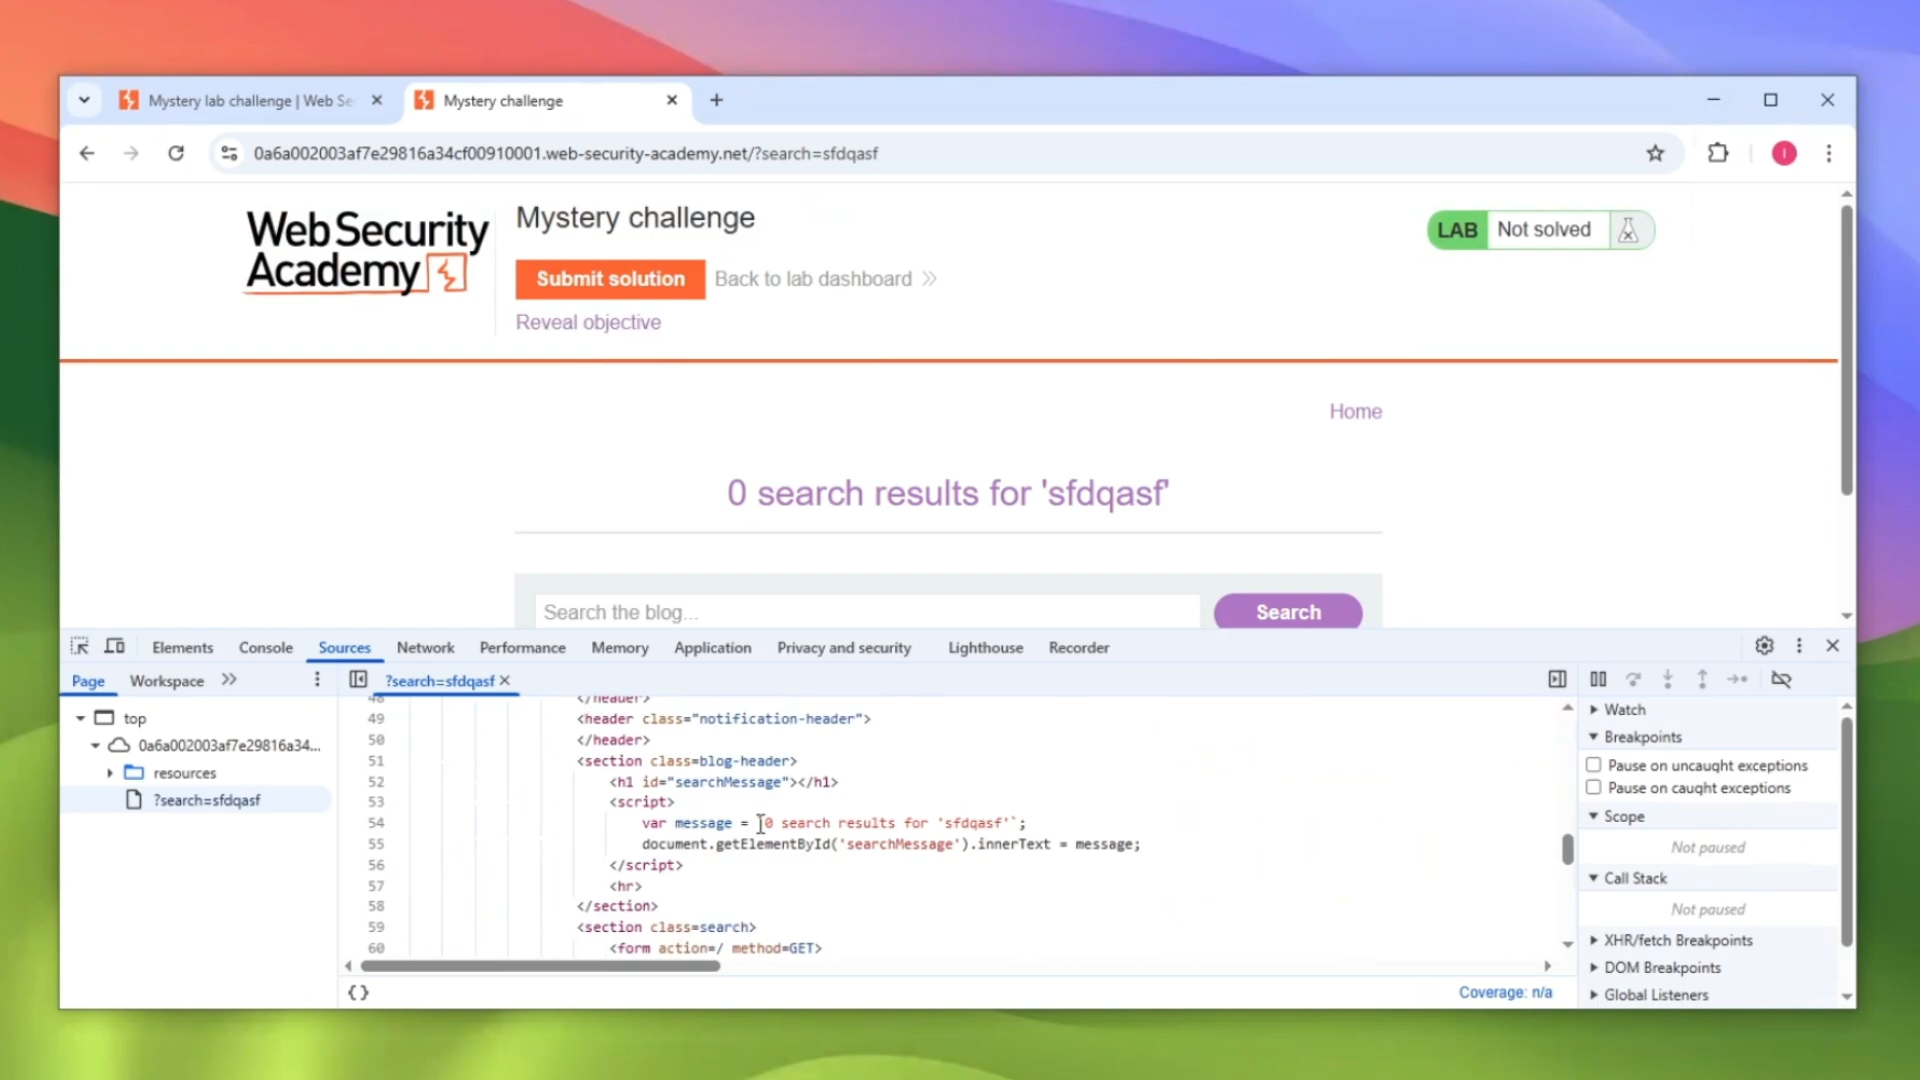 Mystery lab challenge | Web Se
Mystery challenge
0a6a002003af7e29816a34cf00910001.web-security-academy.net/?search=sfdqasf
I
Web Security
Academy
Mystery challenge
Submit solution
Back to lab dashboard
Reveal objective
LAB
Not solved
Home
0 search results for 'sfdqasf'
Search the blog...
Search
Elements
Console
Sources
Network
Performance
Memory
Application
Privacy and security
Lighthouse
Recorder
Page
Workspace
?search=sfdqasf
top
0a6a002003af7e29816a34...
resources
?search=sfdqasf
48 </header>
49 <header class="notification-header">
50 </header>
51 <section class=blog-header>
52 <h1 id="searchMessage"></h1>
53 <script>
54 var message = `0 search results for 'sfdqasf'`;
55 document.getElementById('searchMessage').innerText = message;
56 </script>
57 <hr>
58 </section>
59 <section class=search>
60 <form action=/ method=GET>
{}
Coverage: n/a
Watch
Breakpoints
Pause on uncaught exceptions
Pause on caught exceptions
Scope
Not paused
Call Stack
Not paused
XHR/fetch Breakpoints
DOM Breakpoints
Global Listeners